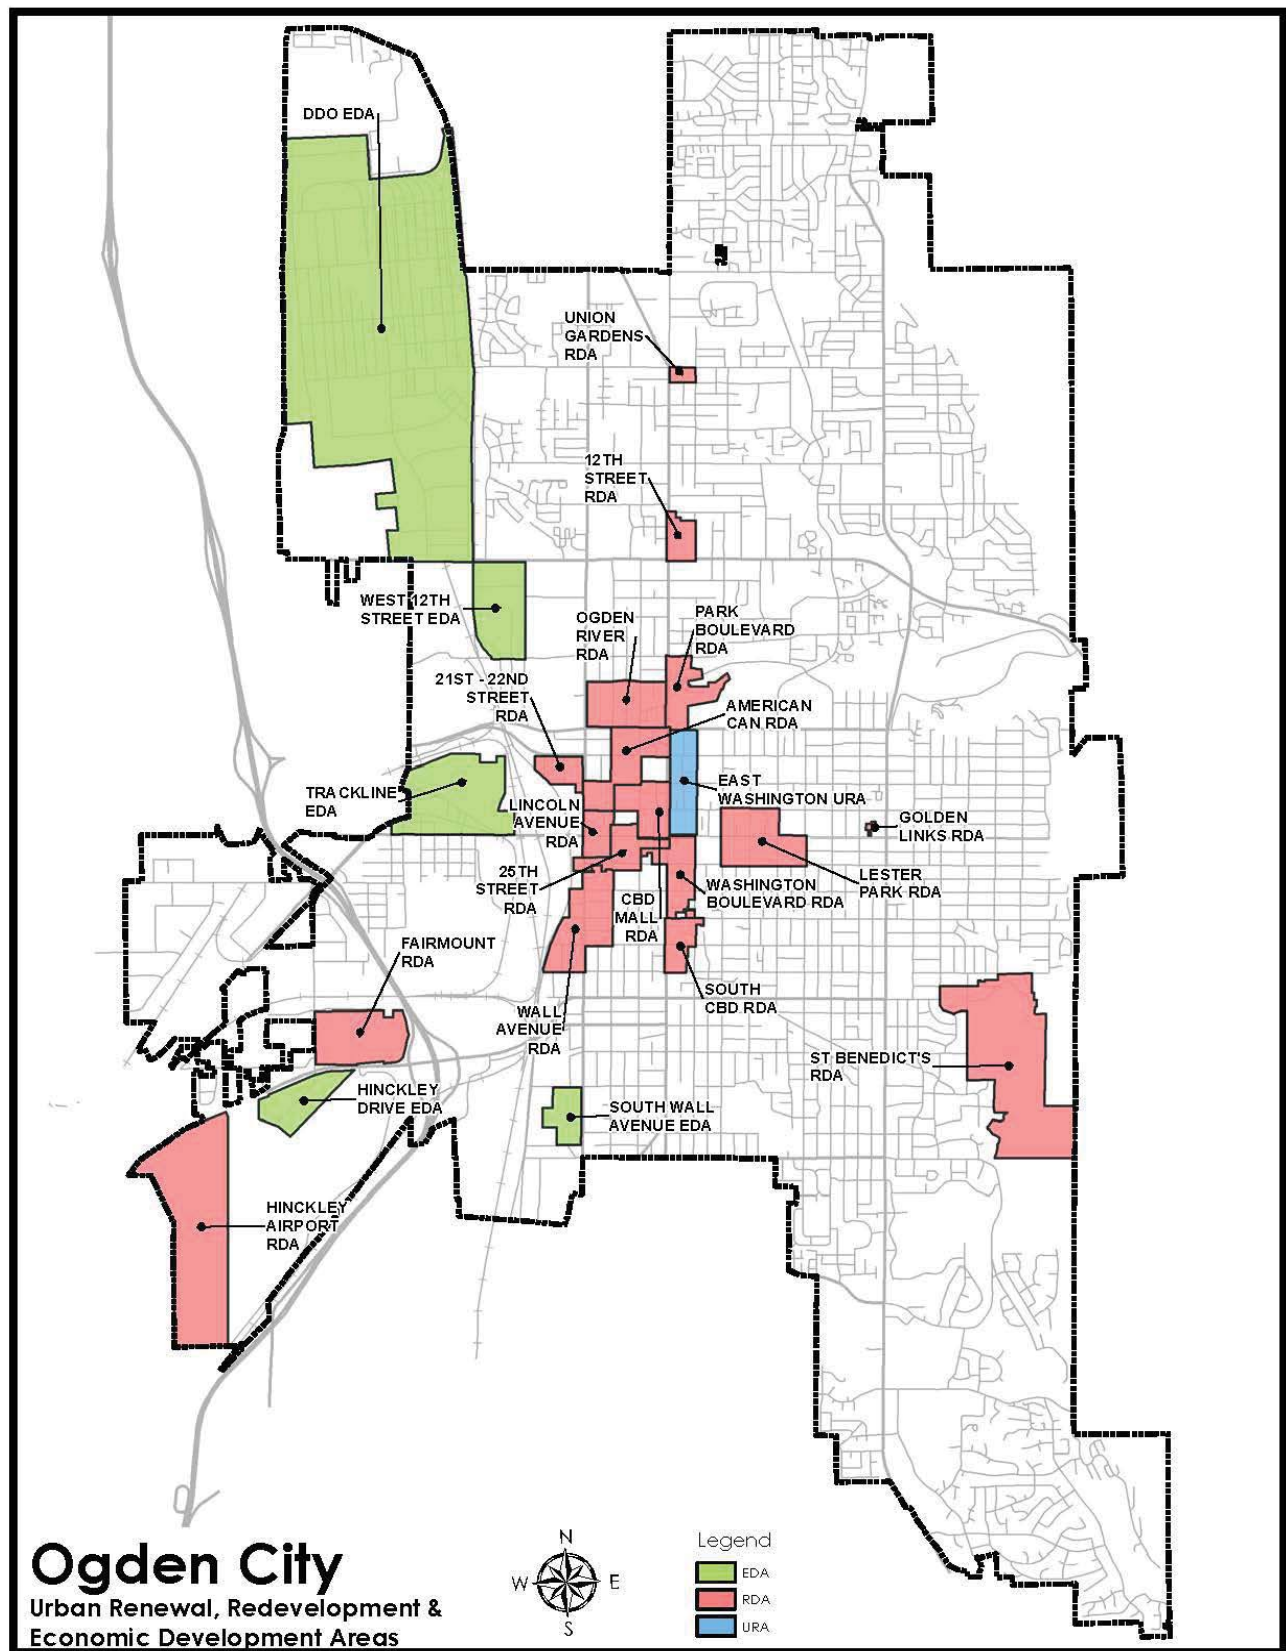 DDO EDA
UNION
GARDENS
RDA
12TH
STREET
RDA
WEST 12TH
STREET EDA
OGDEN
RIVER
RDA
PARK
BOULEVARD
RDA
21ST - 22ND
STREET
RDA
AMERICAN
CAN RDA
TRACKLINE
EDA
LINCOLN
AVENUE
RDA
EAST
WASHINGTON URA
GOLDEN
LINKS RDA
25TH
STREET
RDA
CBD
MALL
RDA
WASHINGTON
BOULEVARD RDA
LESTER
PARK RDA
FAIRMOUNT
RDA
WALL
AVENUE
RDA
SOUTH
CBD RDA
ST BENEDICT'S
RDA
HINCKLEY
DRIVE EDA
SOUTH WALL
AVENUE EDA
HINCKLEY
AIRPORT
RDA
Ogden City
Urban Renewal, Redevelopment &
Economic Development Areas
N
W E
S
Legend
EDA
RDA
URA